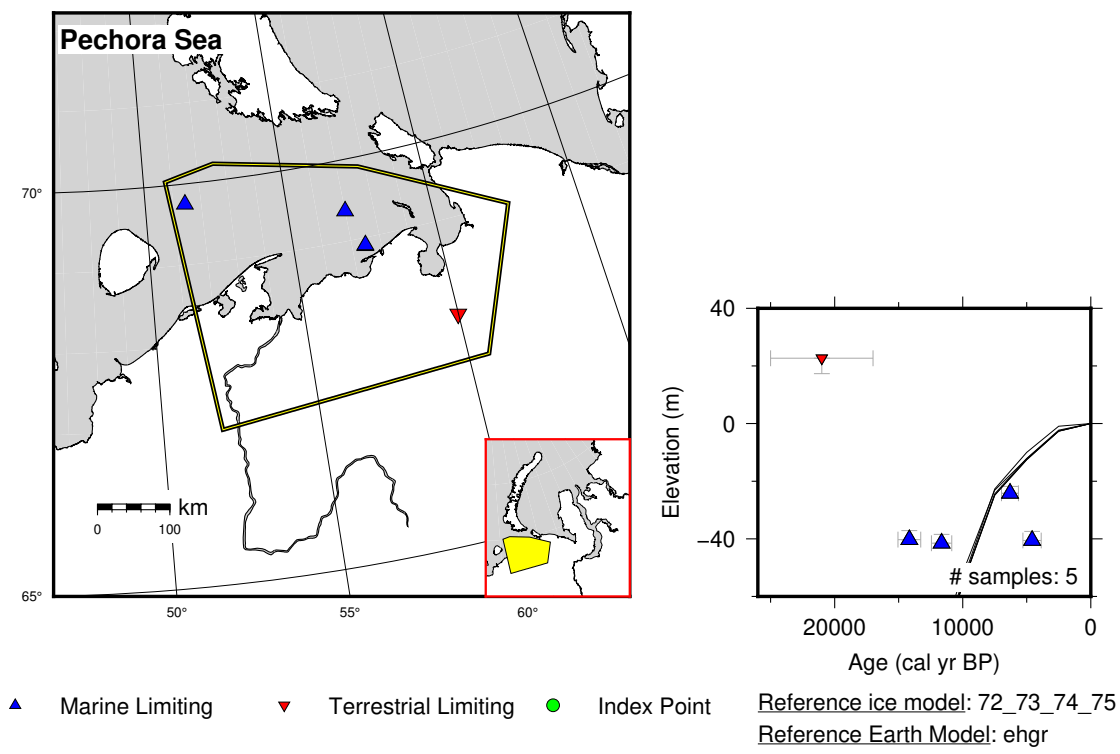 Pechora Sea
70°
65°
50°
55°
60°
km
0
100
40
0
−40
Elevation (m)
# samples: 5
20000
10000
0
Age (cal yr BP)
Marine Limiting
Terrestrial Limiting
Index Point
Reference ice model: 72_73_74_75
Reference Earth Model: ehgr